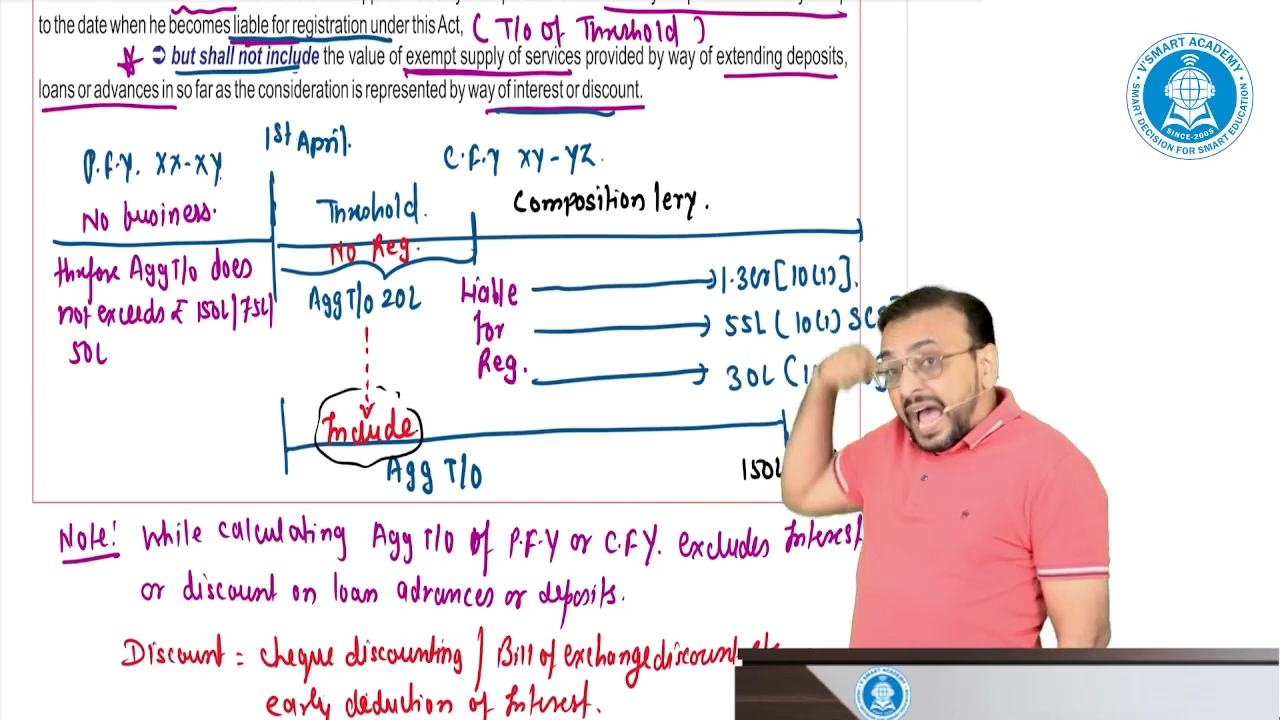 to the date when he becomes liable for registration under this Act, (T/o of Threshold)
➲ but shall not include the value of exempt supply of services provided by way of extending deposits,
loans or advances in so far as the consideration is represented by way of interest or discount.
1st April.
P.F.Y. XX-XY
C.F.Y XY-YZ.
No business.
Threshold.
Composition levy.
No Reg.
therefore Agg T/o does
not exceeds ₹ 150L/75L/
50L
Agg T/o 20L
Liable
for
Reg.
1.5cr [10(1)].
55L (10(1)
30L
Include
Agg T/O
150L
Note! While calculating Agg T/o of P.F.Y or C.F.Y. excludes Interest
or discount on loan advances or deposits.
Discount = cheque discounting / Bill of exchange discount etc
early deduction of Interest.
V'SMART ACADEMY
SINCE-2005
SMART DECISION FOR SMART EDUCATION